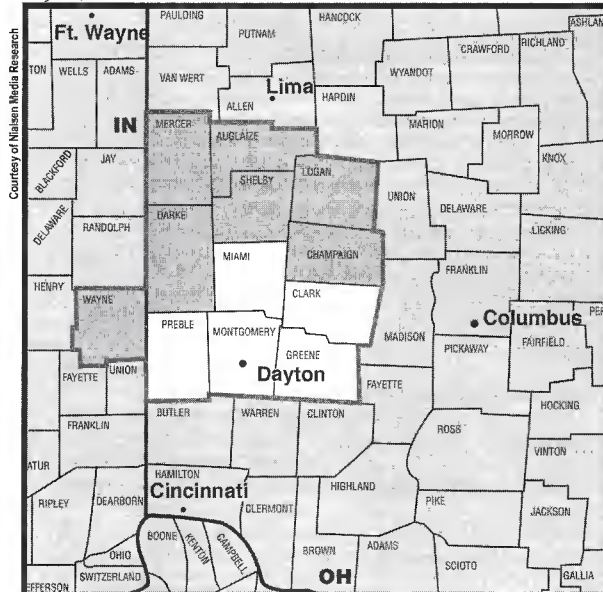 Courtesy of Nielsen Media Research
PAULDING
HANCOCK
ASHLAN
Ft. Wayne
PUTNAM
CRAWFORD
RICHLAND
TON
WELLS
ADAMS
VAN WERT
WYANDOT
Lima
ALLEN
HARDIN
IN
MERCER
AUGLAIZE
MARION
MORROW
BLACKFORD
JAY
KNOX
SHELBY
LOGAN
UNION
DELAWARE
DELAWARE
RANDOLPH
DARKE
LICKING
CHAMPAIGN
MIAMI
FRANKLIN
HENRY
WAYNE
CLARK
PER
Columbus
PREBLE
MONTGOMERY
MADISON
FAIRFIELD
GREENE
PICKAWAY
Dayton
FAYETTE
UNION
FAYETTE
HOCKING
BUTLER
WARREN
CLINTON
FRANKLIN
ROSS
VINTON
ATUR
HAMILTON
HIGHLAND
Cincinnati
RIPLEY
DEARBORN
PIKE
CLERMONT
JACKSON
BOONE
KENTON
CAMPBELL
OHIO
BROWN
ADAMS
SCIOTO
OH
SWITZERLAND
EFFERSON
GALLIA